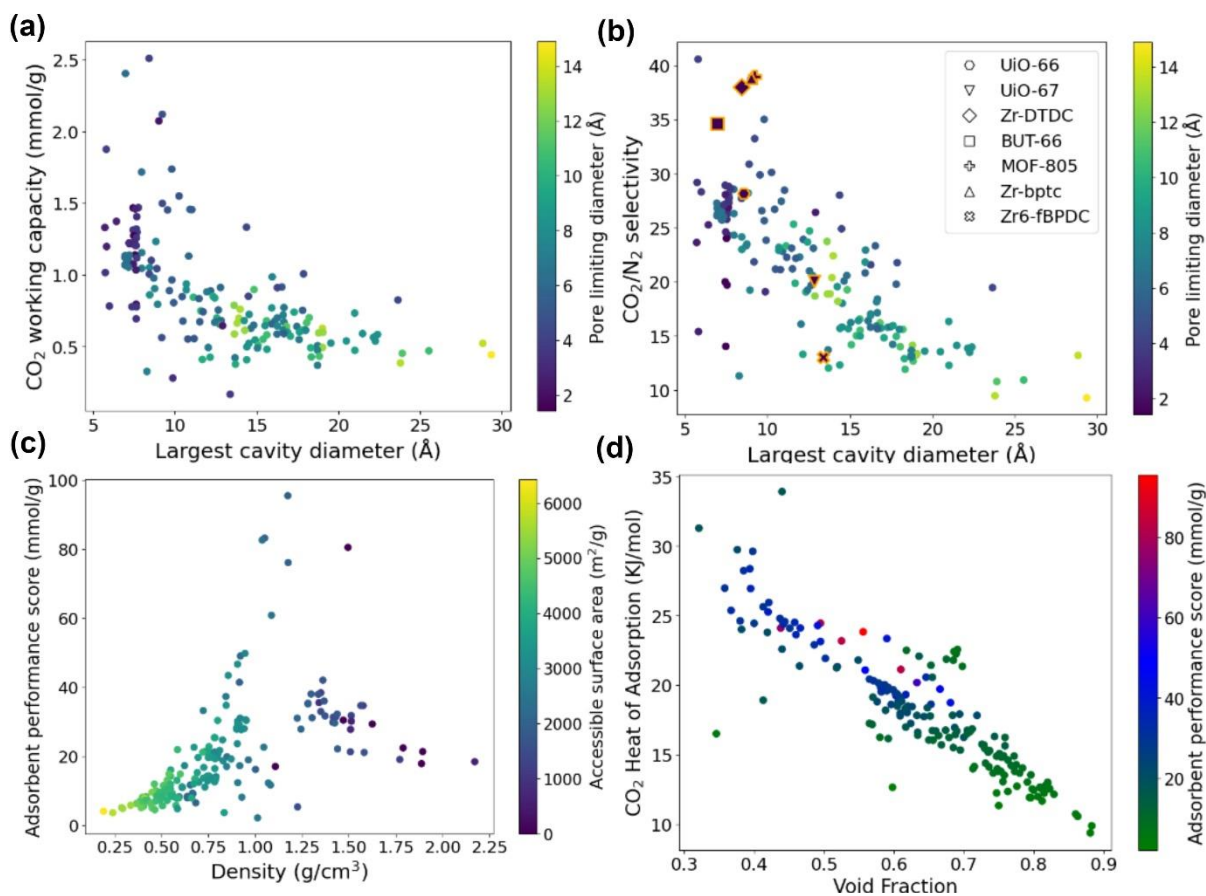 (a)
CO2 working capacity (mmol/g)
2.5
2.0
1.5
1.0
0.5
5 10 15 20 25 30
Largest cavity diameter (Å)
14
12
10
8
6
4
2
Pore limiting diameter (Å)
(b)
CO2/N2 selectivity
40
35
30
25
20
15
10
5 10 15 20 25 30
Largest cavity diameter (Å)
UiO-66
UiO-67
Zr-DTDC
BUT-66
MOF-805
Zr-bptc
Zr6-fBPDC
14
12
10
8
6
4
2
Pore limiting diameter (Å)
(c)
Adsorbent performance score (mmol/g)
100
80
60
40
20
0
0.25 0.50 0.75 1.00 1.25 1.50 1.75 2.00 2.25
Density (g/cm³)
6000
5000
4000
3000
2000
1000
0
Accessible surface area (m²/g)
(d)
CO2 Heat of Adsorption (KJ/mol)
35
30
25
20
15
10
0.3 0.4 0.5 0.6 0.7 0.8 0.9
Void Fraction
80
60
40
20
Adsorbent performance score (mmol/g)